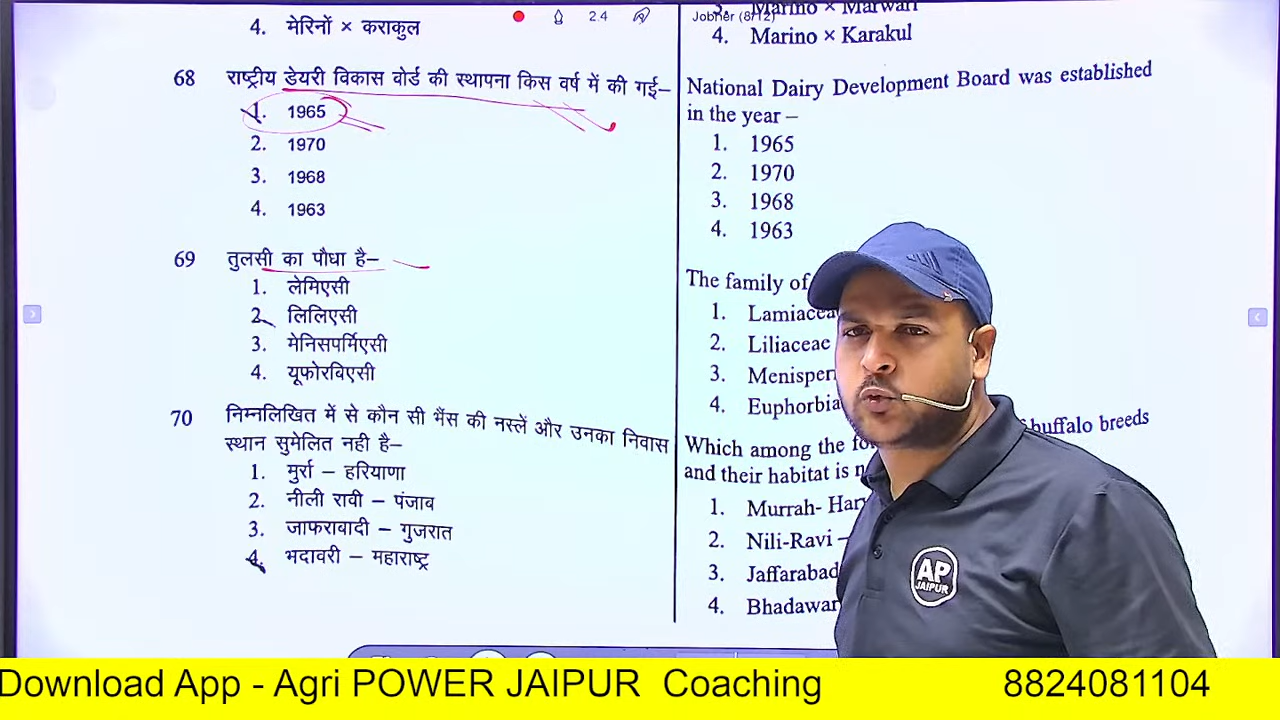 4. मेरिनों × कराकुल
68 राष्ट्रीय डेयरी विकास वोर्ड की स्थापना किस वर्ष में की गई–
1. 1965
2. 1970
3. 1968
4. 1963
69 तुलसी का पौधा है–
1. लेमिएसी
2. लिलिएसी
3. मेनिसपर्मिएसी
4. यूफोरविएसी
70 निम्नलिखित में से कौन सी भैंस की नस्लें और उनका निवास
स्थान सुमेलित नही है–
1. मुर्रा – हरियाणा
2. नीली रावी – पंजाव
3. जाफरावादी – गुजरात
4. भदावरी – महाराष्ट्र
2.4
Jobner (8/12)
3. Marino × Marwari
4. Marino × Karakul
National Dairy Development Board was established
in the year –
1. 1965
2. 1970
3. 1968
4. 1963
The family of
1. Lamiacea
2. Liliaceae
3. Menisper
4. Euphorbia
Which among the buffalo breeds
and their habitat is
1. Murrah- Har
2. Nili-Ravi –
3. Jaffarabad
4. Bhadawar
AP
JAIPUR
Download App - Agri POWER JAIPUR Coaching 8824081104